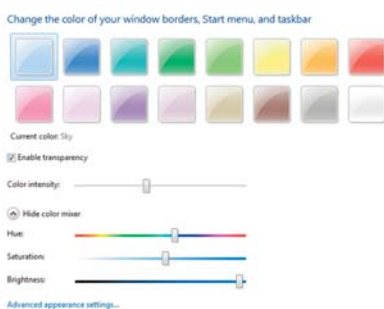 Change the color of your window borders, Start menu, and taskbar
Current color: Sky
Enable transparency
Color intensity:
Hide color mixer
Hue:
Saturation:
Brightness:
Advanced appearance settings...